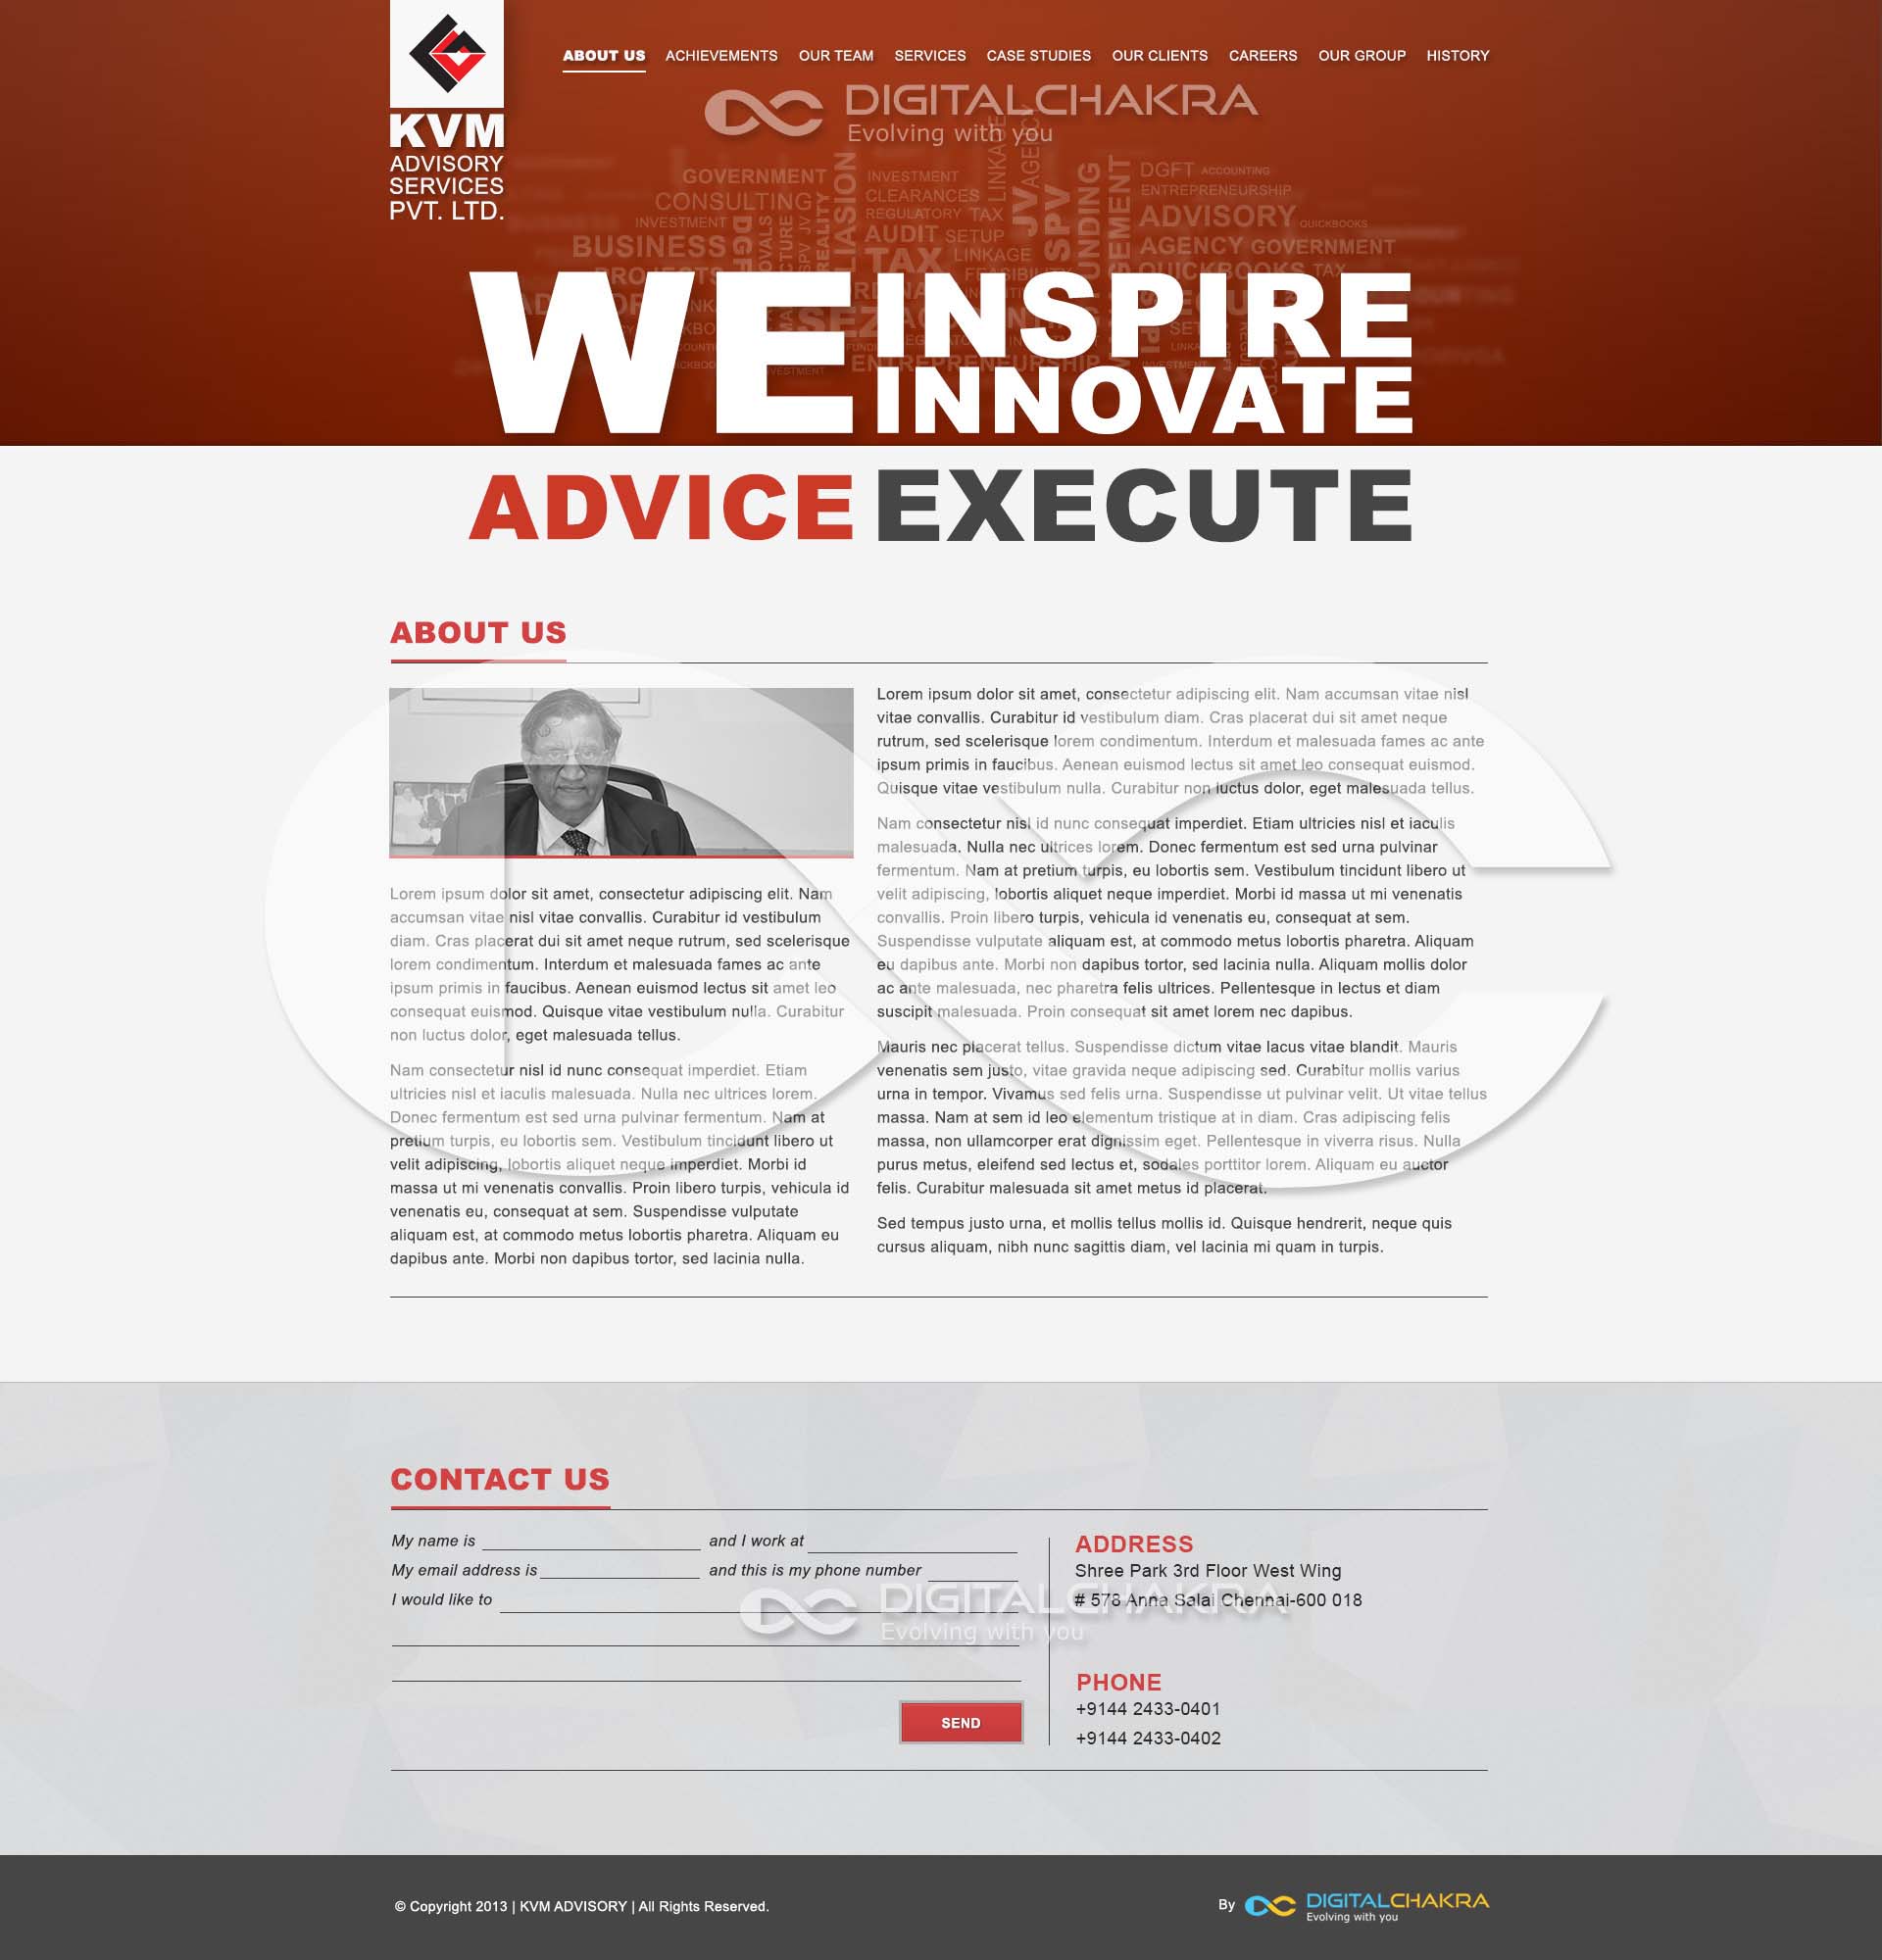 KVM
ADVISORY
SERVICES
PVT. LTD.
ABOUT US ACHIEVEMENTS OUR TEAM SERVICES CASE STUDIES OUR CLIENTS CAREERS OUR GROUP HISTORY
DIGITALCHAKRA
Evolving with you
GOVERNMENT
CONSULTING
INVESTMENT
BUSINESS
LIASION
REALITY
INVESTMENT
CLEARANCES
REGULATORY TAX
AUDIT SETUP
TAX LINKAGE
LINKAGE
AGENCY
JV
SPV
DGFT ACCOUNTING
ENTREPRENEURSHIP
ADVISORY QUICKBOOKS
AGENCY GOVERNMENT
QUICKBOOKS TAX
SEZ
ENTREPRENEURSHIP
WE INSPIRE
INNOVATE
ADVICE EXECUTE
ABOUT US
Lorem ipsum dolor sit amet, consectetur adipiscing elit. Nam
accumsan vitae nisl vitae convallis. Curabitur id vestibulum
diam. Cras placerat dui sit amet neque rutrum, sed scelerisque
lorem condimentum. Interdum et malesuada fames ac ante
ipsum primis in faucibus. Aenean euismod lectus sit amet leo
consequat euismod. Quisque vitae vestibulum nulla. Curabitur
non luctus dolor, eget malesuada tellus.
Nam consectetur nisl id nunc consequat imperdiet. Etiam
ultricies nisl et iaculis malesuada. Nulla nec ultrices lorem.
Donec fermentum est sed urna pulvinar fermentum. Nam at
pretium turpis, eu lobortis sem. Vestibulum tincidunt libero ut
velit adipiscing, lobortis aliquet neque imperdiet. Morbi id
massa ut mi venenatis convallis. Proin libero turpis, vehicula id
venenatis eu, consequat at sem. Suspendisse vulputate
aliquam est, at commodo metus lobortis pharetra. Aliquam eu
dapibus ante. Morbi non dapibus tortor, sed lacinia nulla.
Lorem ipsum dolor sit amet, consectetur adipiscing elit. Nam accumsan vitae nisl
vitae convallis. Curabitur id vestibulum diam. Cras placerat dui sit amet neque
rutrum, sed scelerisque lorem condimentum. Interdum et malesuada fames ac ante
ipsum primis in faucibus. Aenean euismod lectus sit amet leo consequat euismod.
Quisque vitae vestibulum nulla. Curabitur non luctus dolor, eget malesuada tellus.
Nam consectetur nisl id nunc consequat imperdiet. Etiam ultricies nisl et iaculis
malesuada. Nulla nec ultrices lorem. Donec fermentum est sed urna pulvinar
fermentum. Nam at pretium turpis, eu lobortis sem. Vestibulum tincidunt libero ut
velit adipiscing, lobortis aliquet neque imperdiet. Morbi id massa ut mi venenatis
convallis. Proin libero turpis, vehicula id venenatis eu, consequat at sem.
Suspendisse vulputate aliquam est, at commodo metus lobortis pharetra. Aliquam
eu dapibus ante. Morbi non dapibus tortor, sed lacinia nulla. Aliquam mollis dolor
ac ante malesuada, nec pharetra felis ultrices. Pellentesque in lectus et diam
suscipit malesuada. Proin consequat sit amet lorem nec dapibus.
Mauris nec placerat tellus. Suspendisse dictum vitae lacus vitae blandit. Mauris
venenatis sem justo, vitae gravida neque adipiscing sed. Curabitur mollis varius
urna in tempor. Vivamus sed felis urna. Suspendisse ut pulvinar velit. Ut vitae tellus
massa. Nam at sem id leo elementum tristique at in diam. Cras adipiscing felis
massa, non ullamcorper erat dignissim eget. Pellentesque in viverra risus. Nulla
purus metus, eleifend sed lectus et, sodales porttitor lorem. Aliquam eu auctor
felis. Curabitur malesuada sit amet metus id placerat.
Sed tempus justo urna, et mollis tellus mollis id. Quisque hendrerit, neque quis
cursus aliquam, nibh nunc sagittis diam, vel lacinia mi quam in turpis.
CONTACT US
My name is and I work at
My email address is and this is my phone number
I would like to
DIGITALCHAKRA
Evolving with you
SEND
ADDRESS
Shree Park 3rd Floor West Wing
# 578 Anna Salai Chennai-600 018
PHONE
+9144 2433-0401
+9144 2433-0402
© Copyright 2013 | KVM ADVISORY | All Rights Reserved.
By DIGITALCHAKRA
Evolving with you